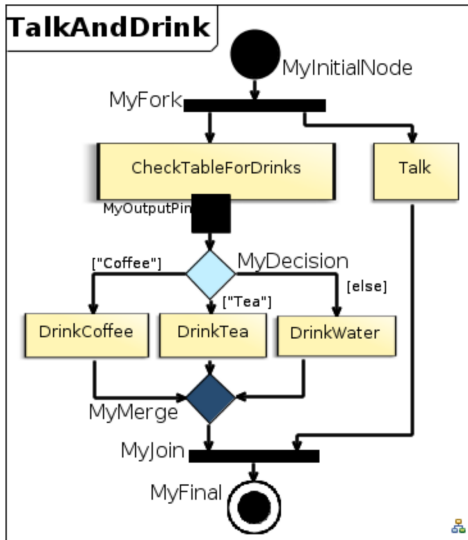 TalkAndDrink
MyInitialNode
MyFork
CheckTableForDrinks
Talk
MyOutputPin
["Coffee"]
MyDecision
["Tea"]
[else]
DrinkCoffee
DrinkTea
DrinkWater
MyMerge
MyJoin
MyFinal